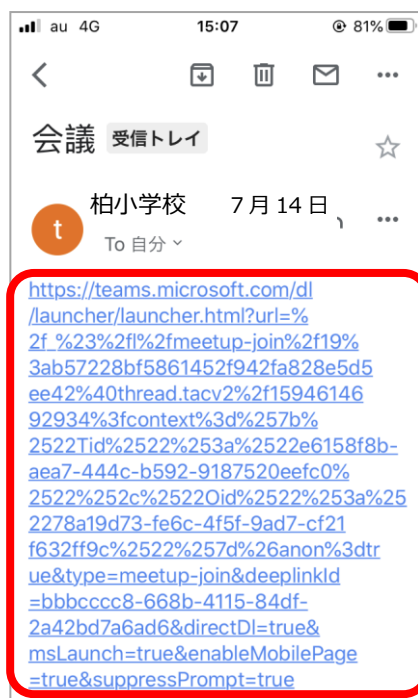 au 4G 15:07 81%
会議 受信トレイ
柏小学校 7月14日
t
To 自分
https://teams.microsoft.com/dl
/launcher/launcher.html?url=%
2f_%23%2fl%2fmeetup-join%2f19%
3ab57228bf5861452f942fa828e5d5
ee42%40thread.tacv2%2f15946146
92934%3fcontext%3d%257b%
2522Tid%2522%253a%2522e6158f8b-
aea7-444c-b592-9187520eefc0%
2522%252c%2522Oid%2522%253a%25
2278a19d73-fe6c-4f5f-9ad7-cf21
f632ff9c%2522%257d%26anon%3dtr
ue&type=meetup-join&deeplinkId
=bbbcccc8-668b-4115-84df-
2a42bd7a6ad6&directDl=true&
msLaunch=true&enableMobilePage
=true&suppressPrompt=true